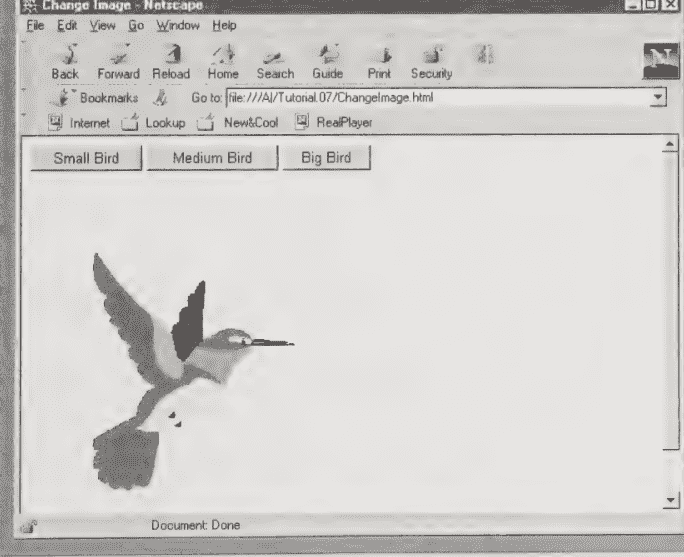 Change Image - Netscape
File Edit View Go Window Help
Back Forward Reload Home Search Guide Print Security
N
Bookmarks Go to: file:///A|/Tutorial.07/ChangeImage.html
Internet Lookup New&Cool RealPlayer
Small Bird Medium Bird Big Bird
Document: Done